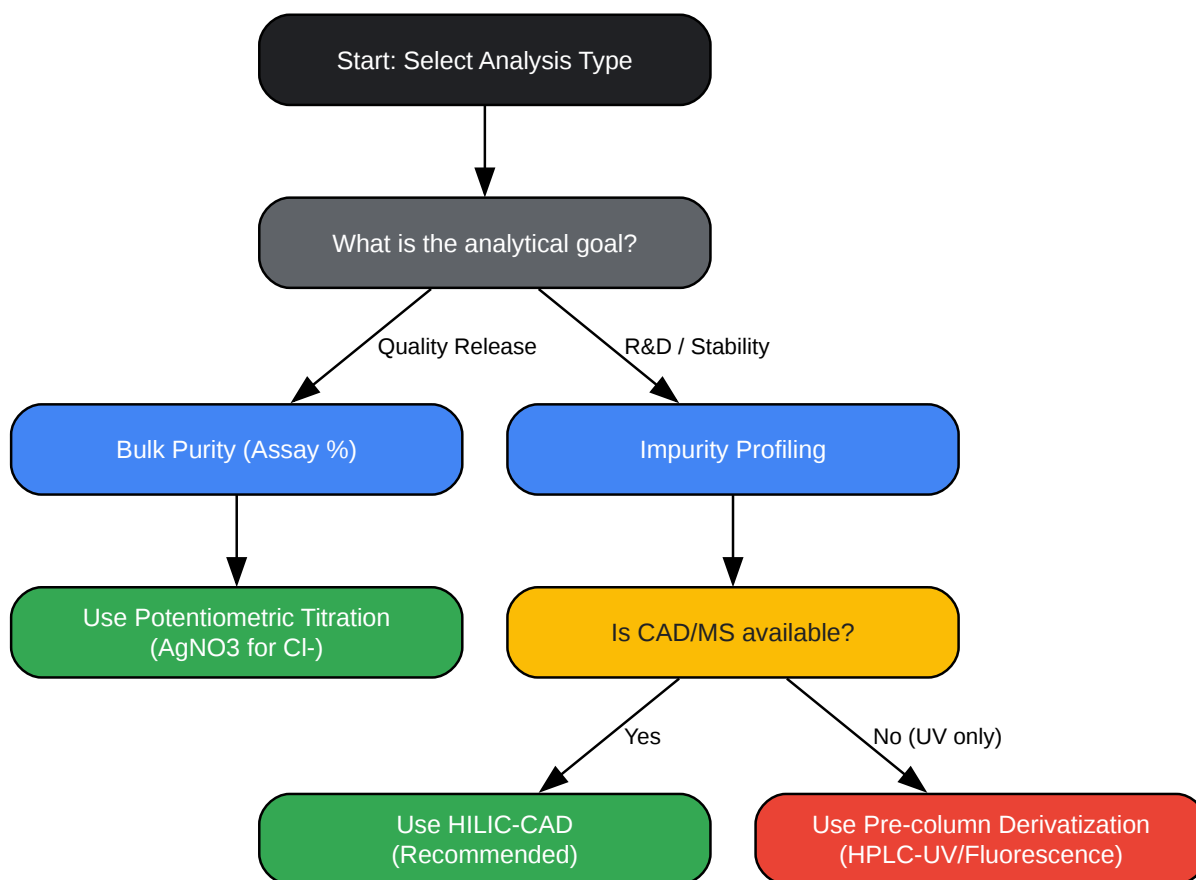 Start: Select Analysis Type
What is the analytical goal?
Quality Release
R&D / Stability
Bulk Purity (Assay %)
Impurity Profiling
Use Potentiometric Titration
(AgNO3 for Cl-)
Is CAD/MS available?
Yes
No (UV only)
Use HILIC-CAD
(Recommended)
Use Pre-column Derivatization
(HPLC-UV/Fluorescence)